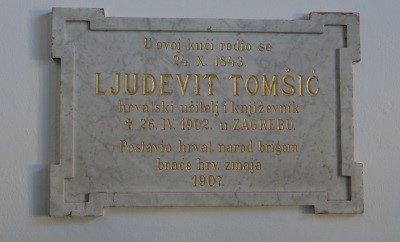 U ovoj kući rodio se
24. X. 1843.
LJUDEVIT TOMŠIĆ
hrvatski učitelj i književnik
✝ 26. IV. 1902. u ZAGREBU.
Postavio hrvat. narod brigom
braće hrv. zmaja
1907.